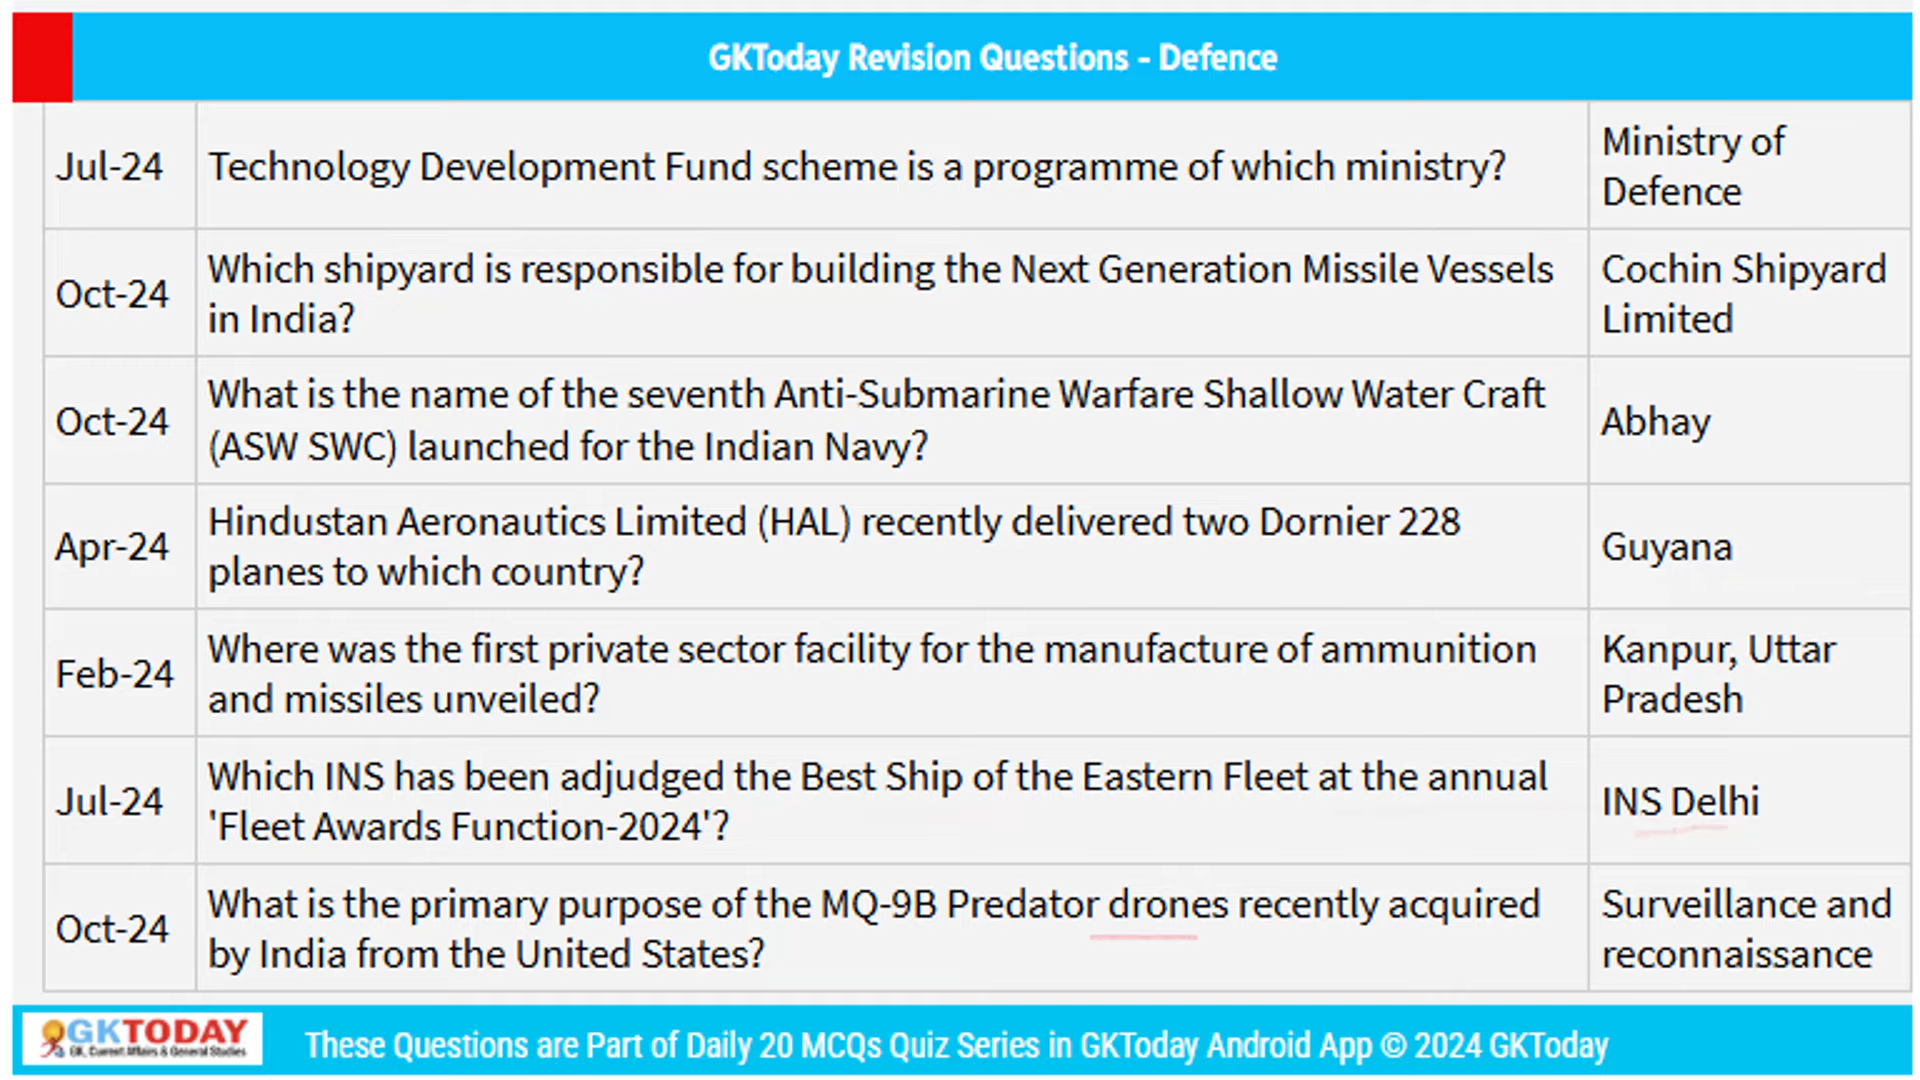 GKToday Revision Questions - Defence
Jul-24
Technology Development Fund scheme is a programme of which ministry?
Ministry of
Defence
Oct-24
Which shipyard is responsible for building the Next Generation Missile Vessels
in India?
Cochin Shipyard
Limited
Oct-24
What is the name of the seventh Anti-Submarine Warfare Shallow Water Craft
(ASW SWC) launched for the Indian Navy?
Abhay
Apr-24
Hindustan Aeronautics Limited (HAL) recently delivered two Dornier 228
planes to which country?
Guyana
Feb-24
Where was the first private sector facility for the manufacture of ammunition
and missiles unveiled?
Kanpur, Uttar
Pradesh
Jul-24
Which INS has been adjudged the Best Ship of the Eastern Fleet at the annual
'Fleet Awards Function-2024'?
INS Delhi
Oct-24
What is the primary purpose of the MQ-9B Predator drones recently acquired
by India from the United States?
Surveillance and
reconnaissance
GKTODAY
GK, Current Affairs & General Studies
These Questions are Part of Daily 20 MCQs Quiz Series in GKToday Android App © 2024 GKToday